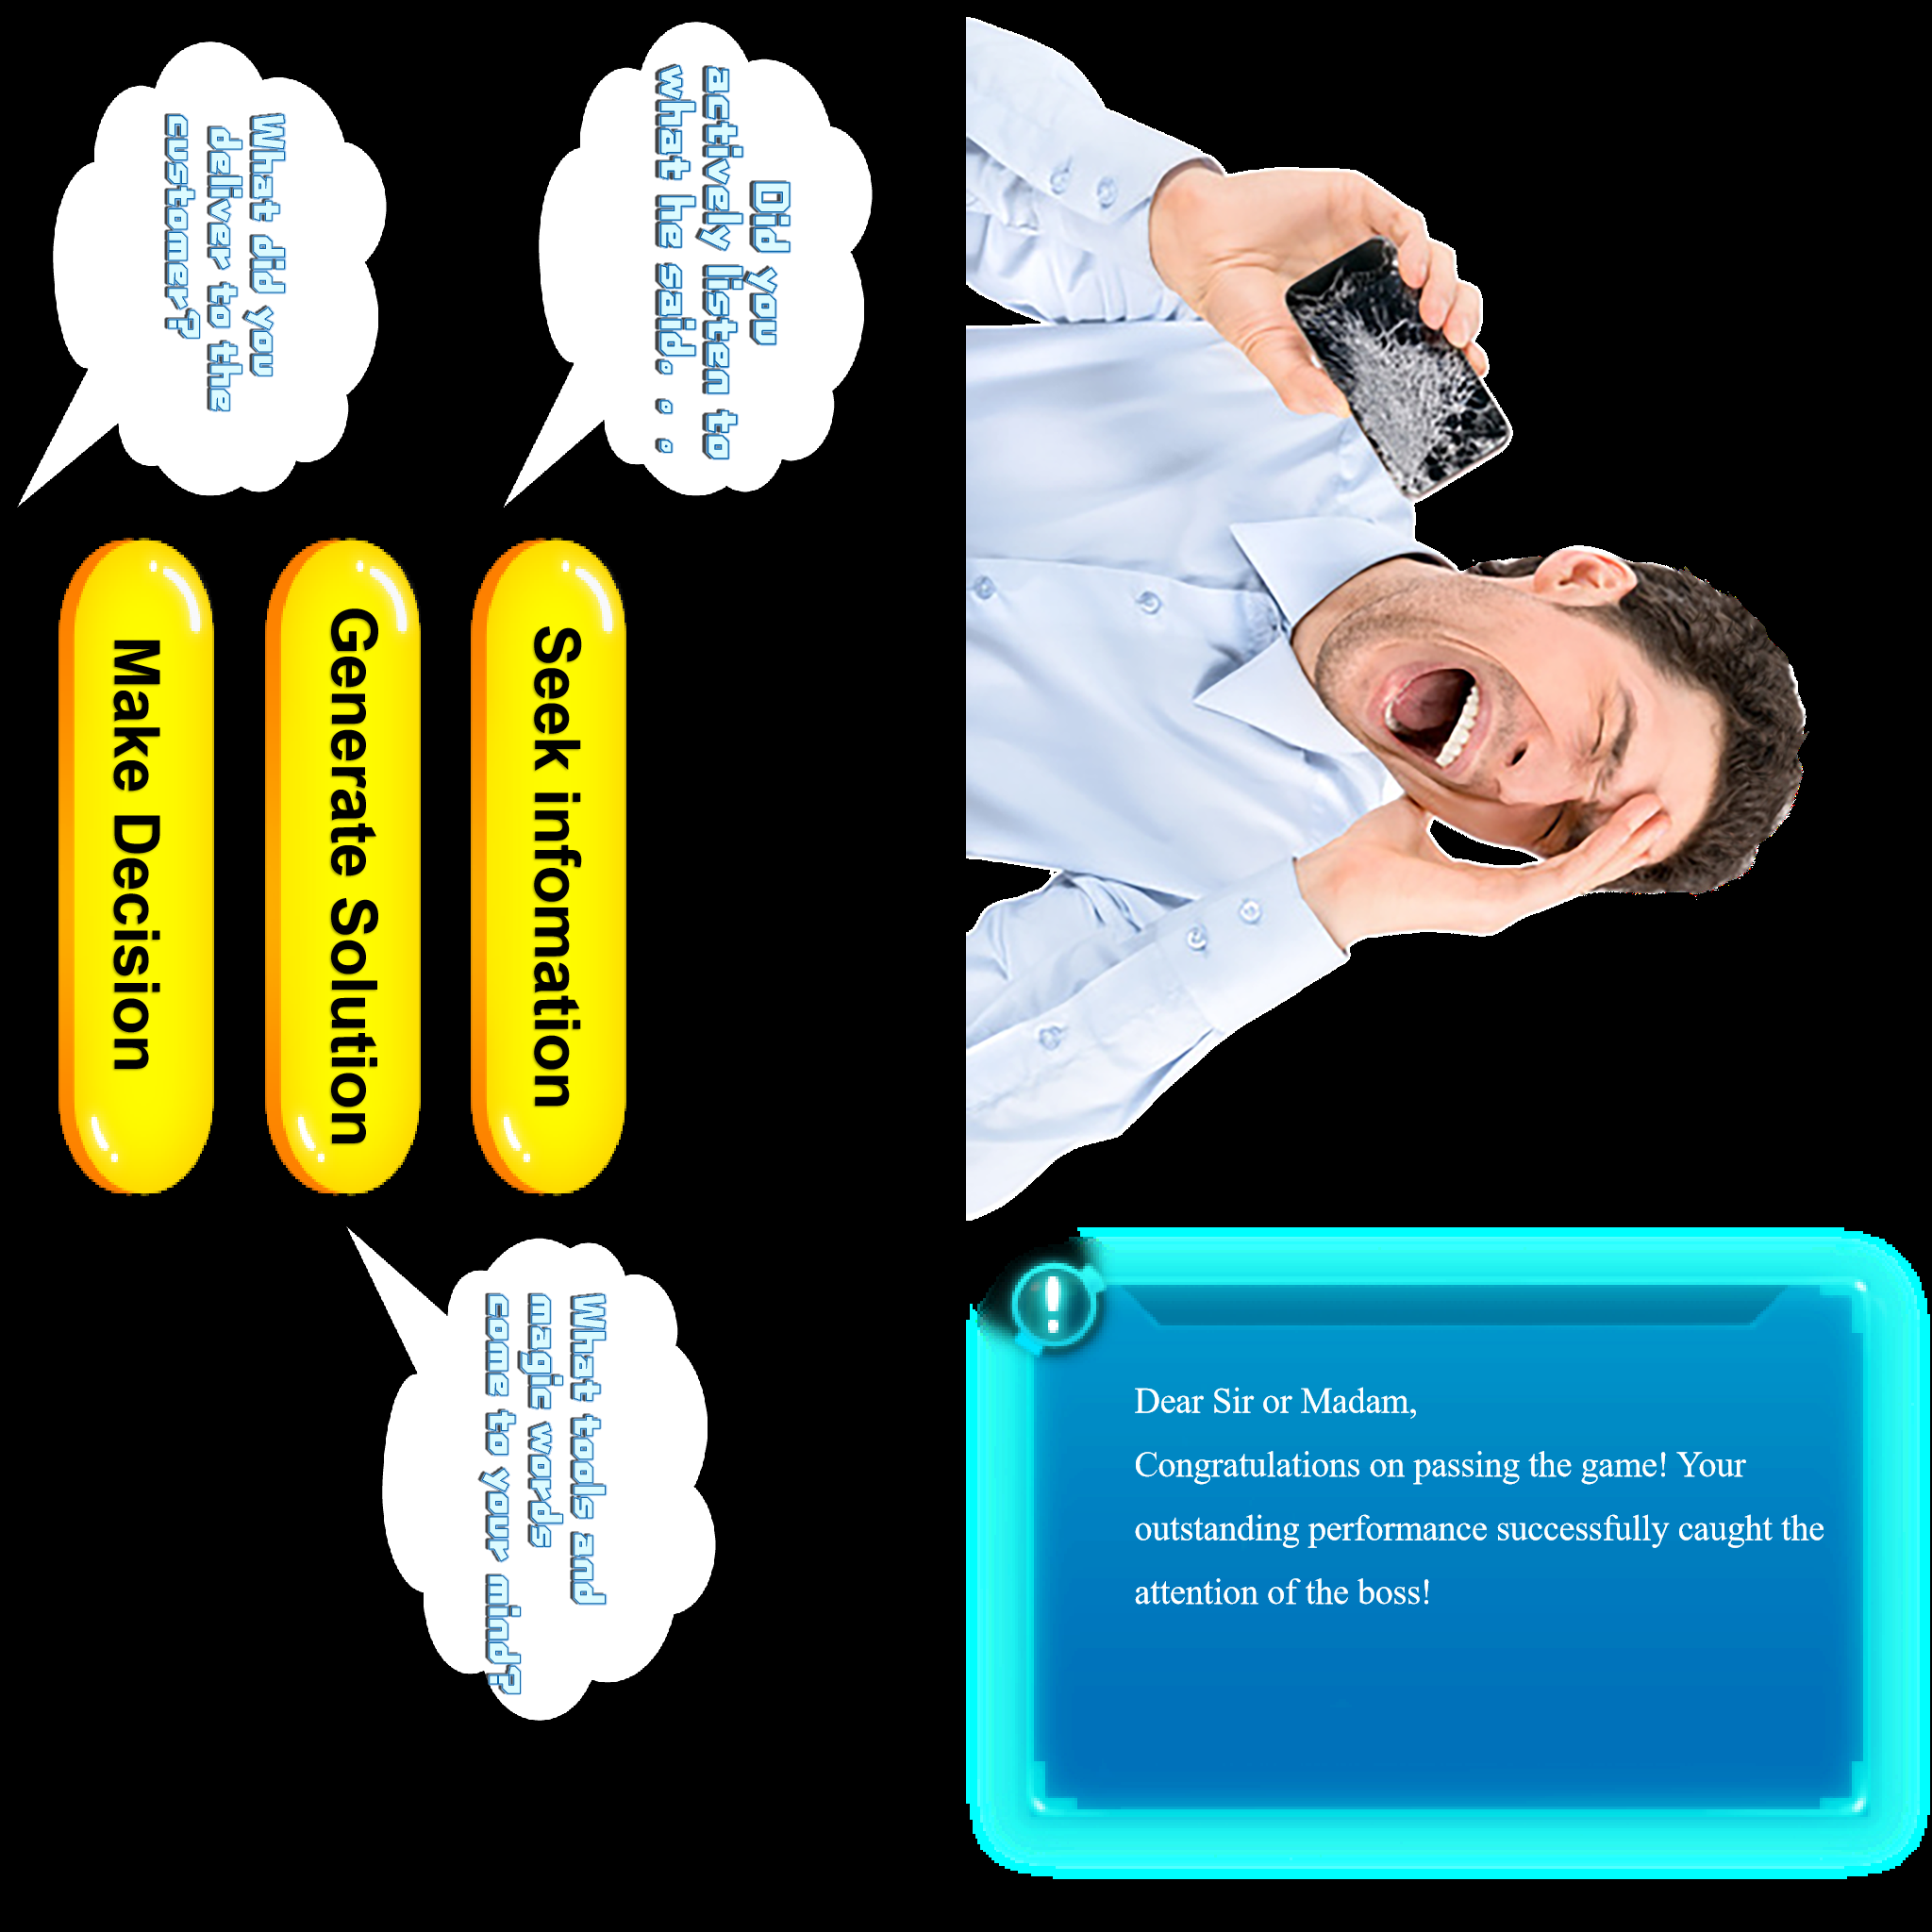 What did you
deliver to the
customer?
Did you
actively listen to
what he said. . .
Seek infomation
Generate Solution
Make Decision
What tools and
magic words
come to your mind?
!
Dear Sir or Madam,
Congratulations on passing the game! Your
outstanding performance successfully caught the
attention of the boss!